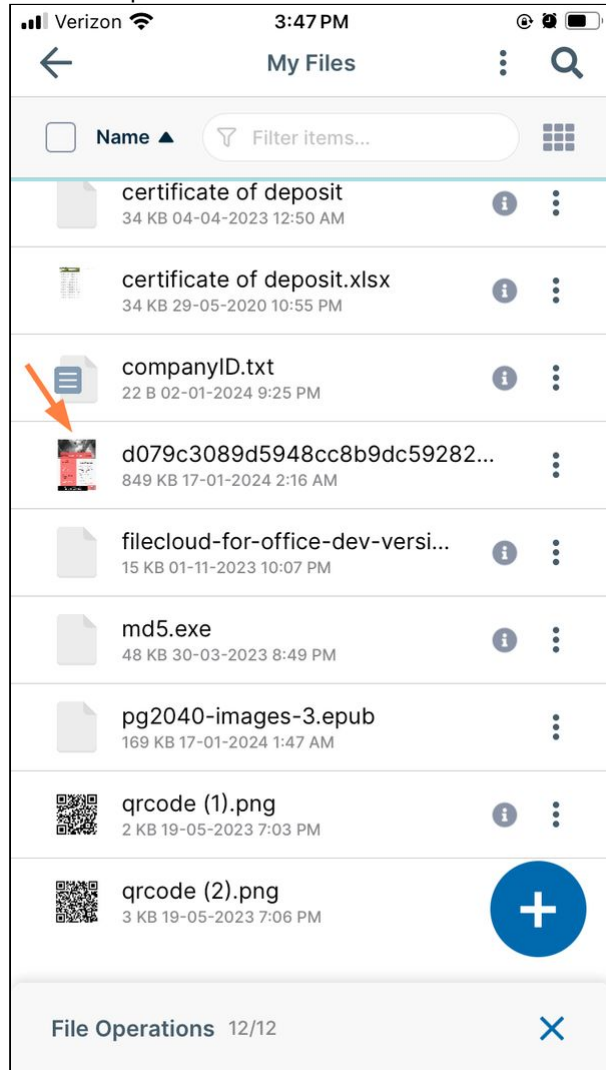 Verizon 3:47 PM
My Files
Name ▲ Filter items...
certificate of deposit
34 KB 04-04-2023 12:50 AM
certificate of deposit.xlsx
34 KB 29-05-2020 10:55 PM
companyID.txt
22 B 02-01-2024 9:25 PM
d079c3089d5948cc8b9dc59282...
849 KB 17-01-2024 2:16 AM
filecloud-for-office-dev-versi...
15 KB 01-11-2023 10:07 PM
md5.exe
48 KB 30-03-2023 8:49 PM
pg2040-images-3.epub
169 KB 17-01-2024 1:47 AM
qrcode (1).png
2 KB 19-05-2023 7:03 PM
qrcode (2).png
3 KB 19-05-2023 7:06 PM
File Operations 12/12